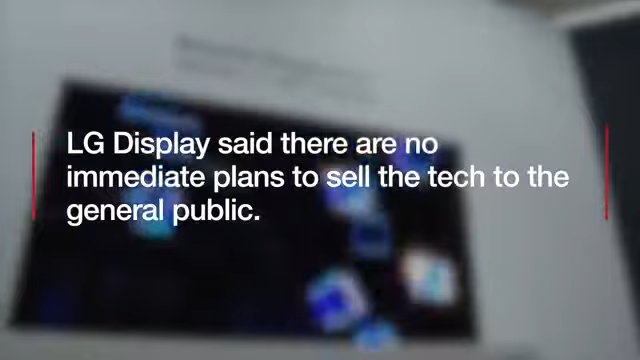 LG Display said there are no
immediate plans to sell the tech to the
general public.